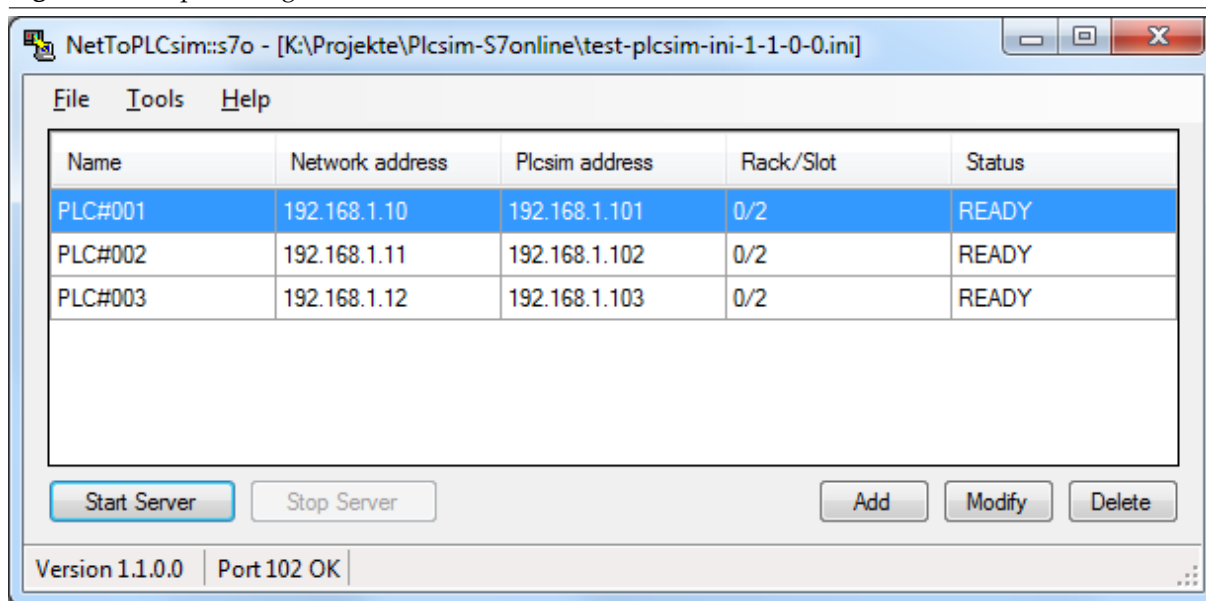 NetToPLCsim::s7o - [K:\Projekte\Plcsim-S7online\test-plcsim-ini-1-1-0-0.ini]
File Tools Help
Name Network address Plcsim address Rack/Slot Status
PLC#001 192.168.1.10 192.168.1.101 0/2 READY
PLC#002 192.168.1.11 192.168.1.102 0/2 READY
PLC#003 192.168.1.12 192.168.1.103 0/2 READY
Start Server Stop Server Add Modify Delete
Version 1.1.0.0 Port 102 OK